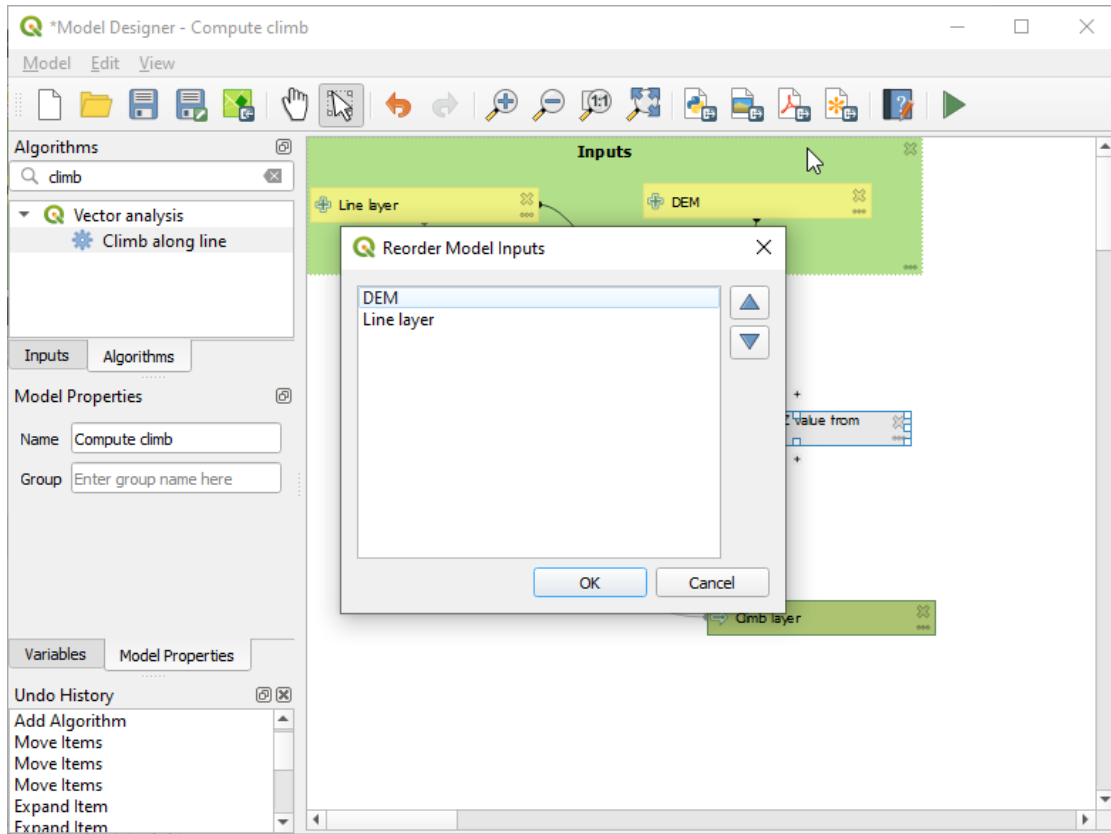 *Model Designer - Compute climb
Model Edit View
1:1
Algorithms
climb
Vector analysis
Climb along line
Inputs Algorithms
Model Properties
Name Compute climb
Group Enter group name here
Variables Model Properties
Undo History
Add Algorithm
Move Items
Move Items
Move Items
Expand Item
Expand Item
Inputs
Line layer
DEM
Reorder Model Inputs
DEM
Line layer
OK Cancel
value from
Climb layer